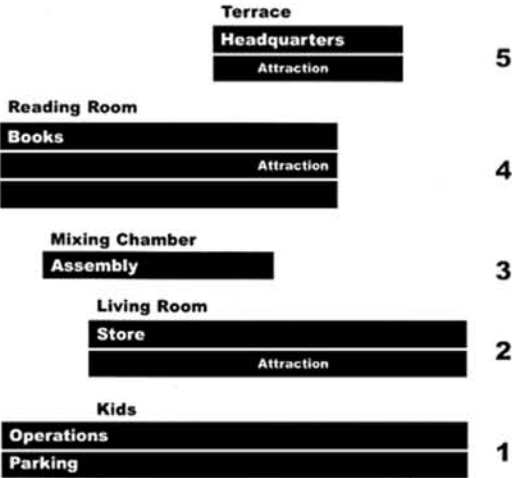 Terrace
Headquarters
Attraction
5
Reading Room
Books
Attraction
4
Mixing Chamber
Assembly
3
Living Room
Store
2
Attraction
Kids
Operations
1
Parking